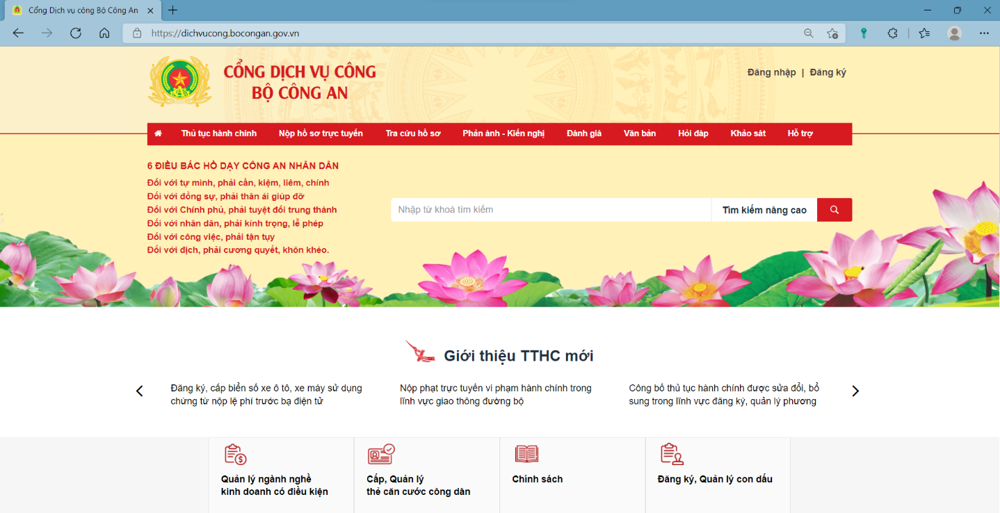 Cổng Dịch vụ công Bộ Công An
https://dichvucong.bocongan.gov.vn
CỔNG DỊCH VỤ CÔNG
BỘ CÔNG AN
Đăng nhập | Đăng ký
Thủ tục hành chính Nộp hồ sơ trực tuyến Tra cứu hồ sơ Phản ánh - Kiến nghị Đánh giá Văn bản Hỏi đáp Khảo sát Hỗ trợ
6 ĐIỀU BÁC HỒ DẠY CÔNG AN NHÂN DÂN
Đối với tự mình, phải cần, kiệm, liêm, chính
Đối với đồng sự, phải thân ái giúp đỡ
Đối với Chính phủ, phải tuyệt đối trung thành
Đối với nhân dân, phải kính trọng, lễ phép
Đối với công việc, phải tận tụy
Đối với địch, phải cương quyết, khôn khéo.
Nhập từ khoá tìm kiếm
Tìm kiếm nâng cao
Giới thiệu TTHC mới
Đăng ký, cấp biển số xe ô tô, xe máy sử dụng
chứng từ nộp lệ phí trước bạ điện tử
Nộp phạt trực tuyến vi phạm hành chính trong
lĩnh vực giao thông đường bộ
Công bố thủ tục hành chính được sửa đổi, bổ
sung trong lĩnh vực đăng ký, quản lý phương
Quản lý ngành nghề
kinh doanh có điều kiện
Cấp, Quản lý
thẻ căn cước công dân
Chính sách
Đăng ký, Quản lý con dấu